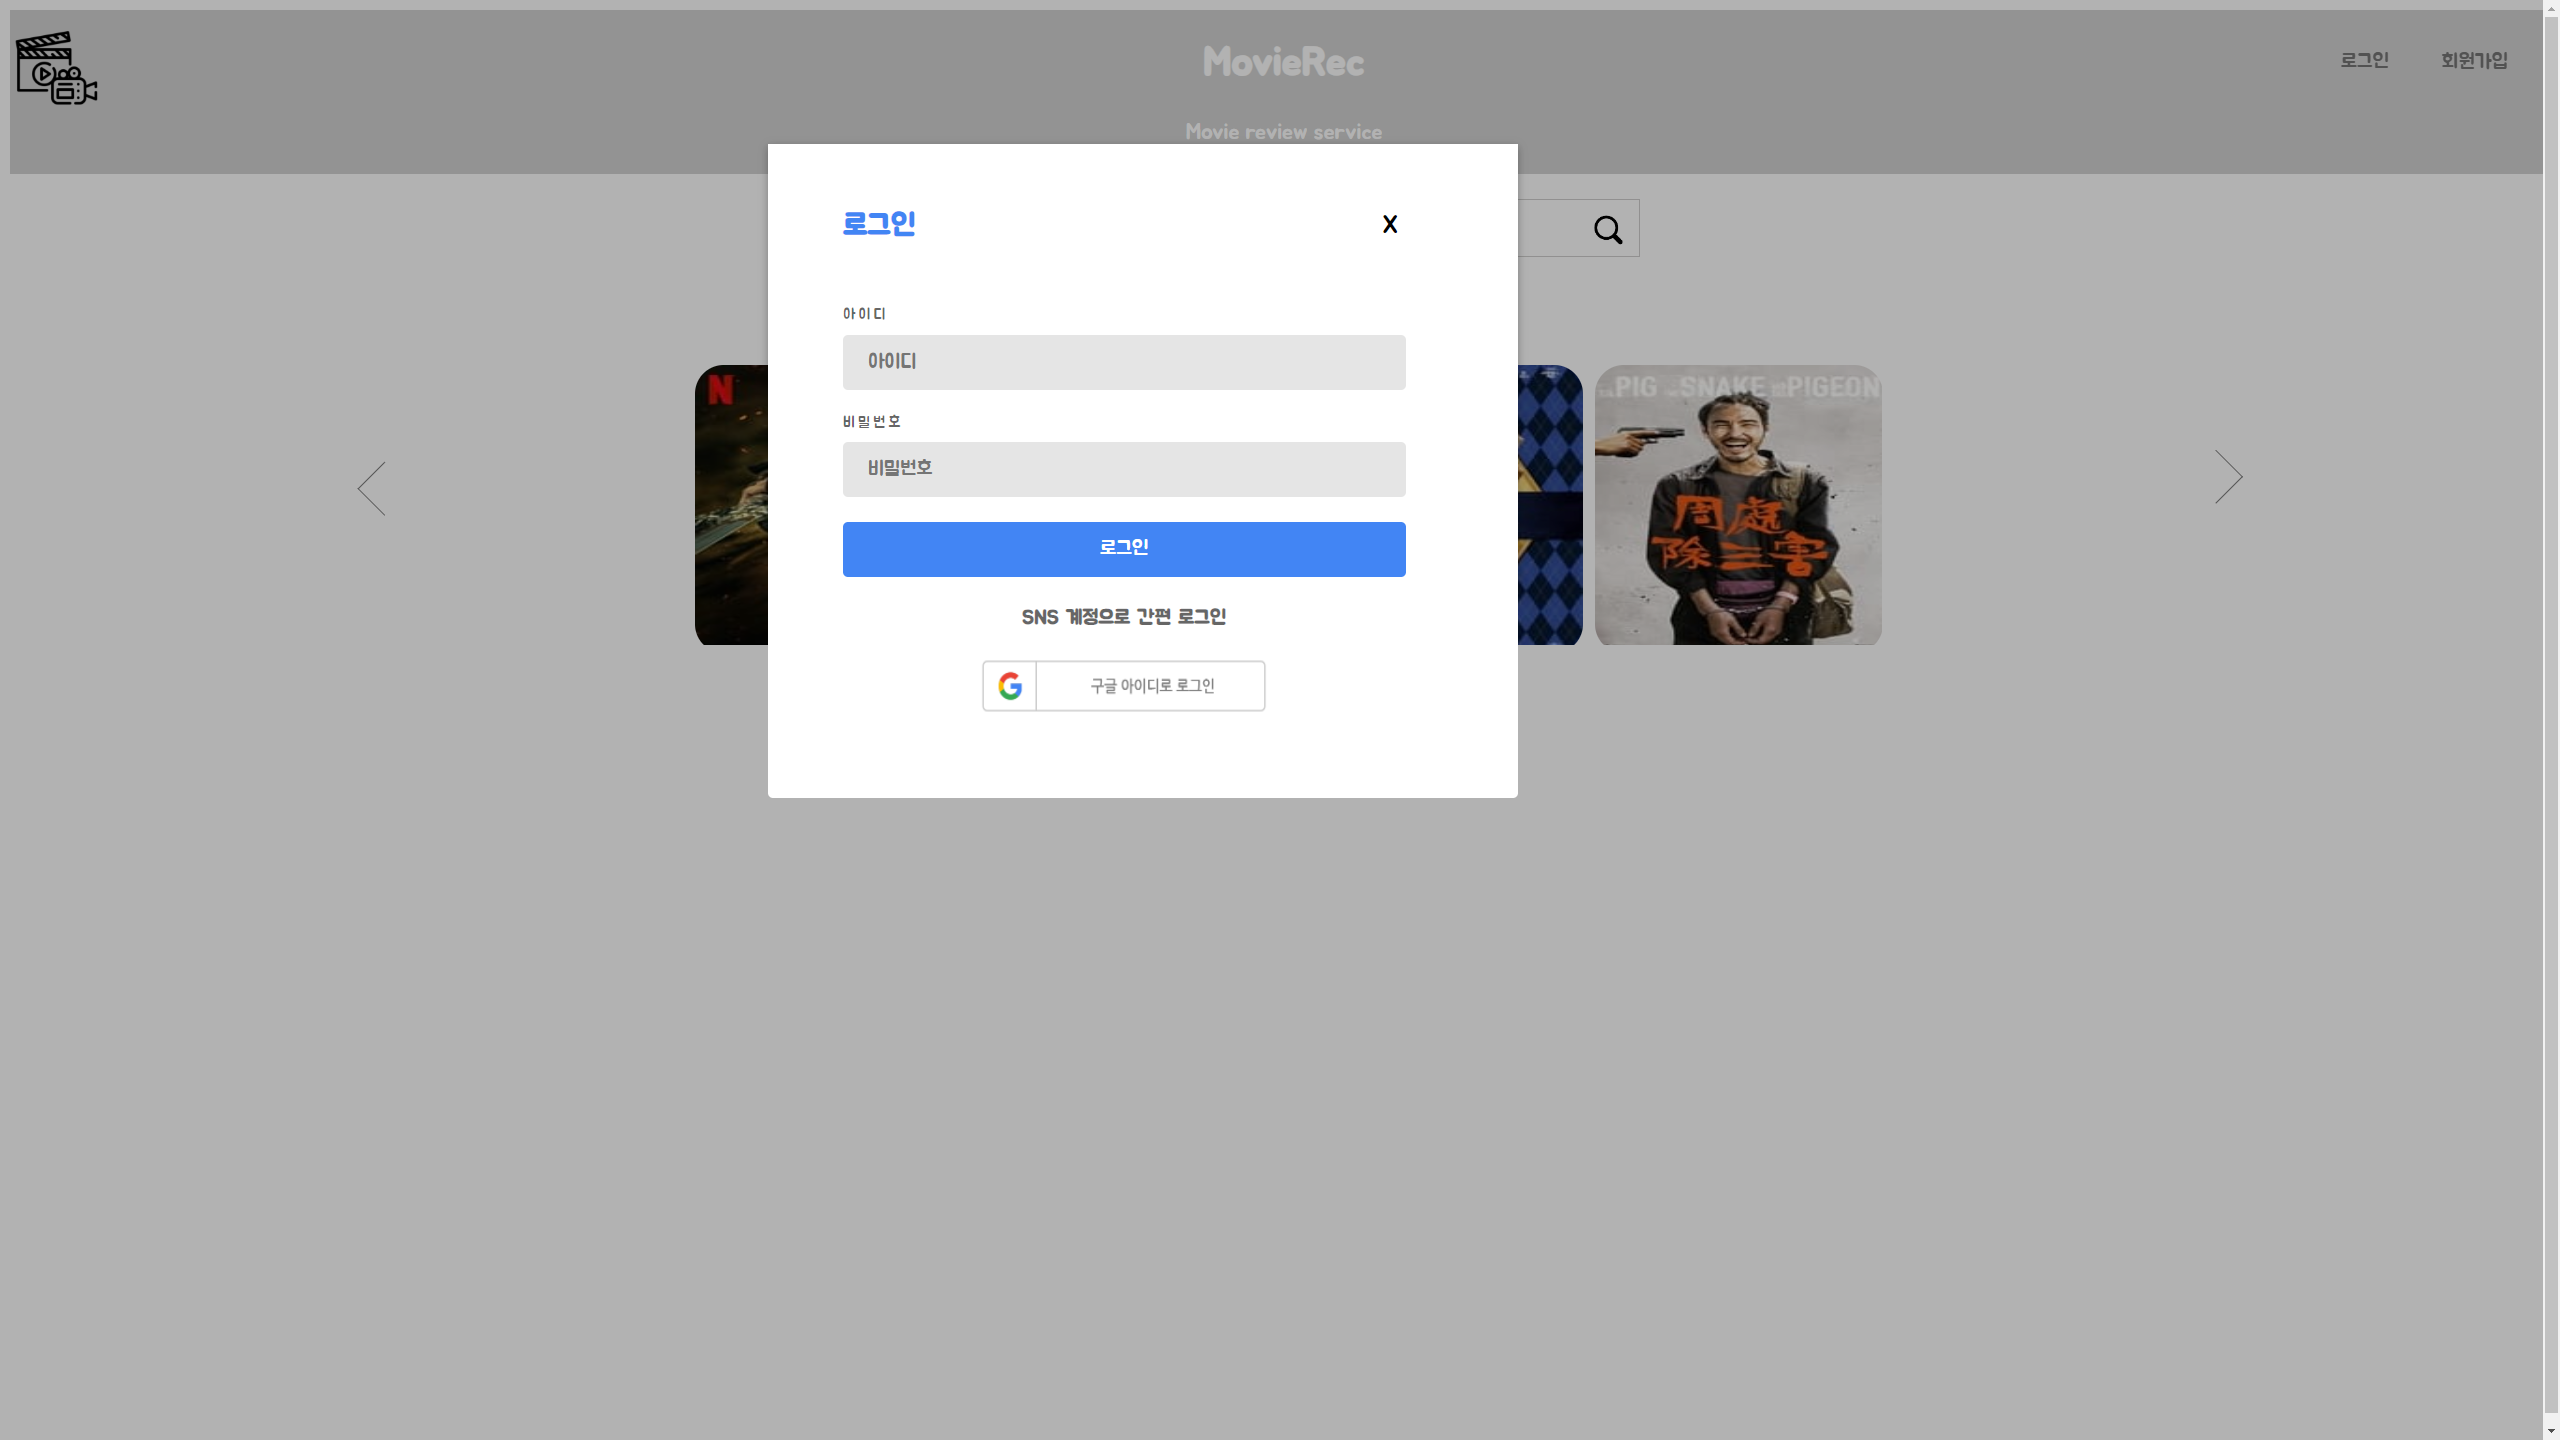 MovieRec
로그인 회원가입
Movie review service
로그인 X
아이디
아이디
비밀번호
비밀번호
로그인
SNS 계정으로 간편 로그인
G 구글 아이디로 로그인
N
PIG SNAKE PIGEON
周處
除三害